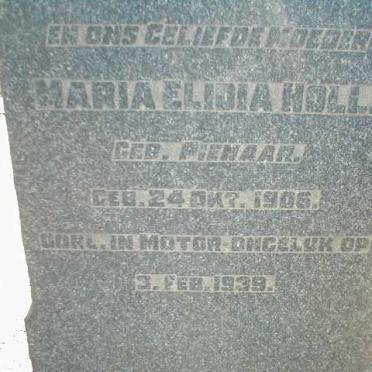 EN ONS GELIEFDE MOEDER
MARIA ELIDIA HOLL
GEB. PIENAAR.
GEB. 24 OKT. 1906.
OORL. IN MOTOR-ONGELUK OP
3. FEB. 1939.